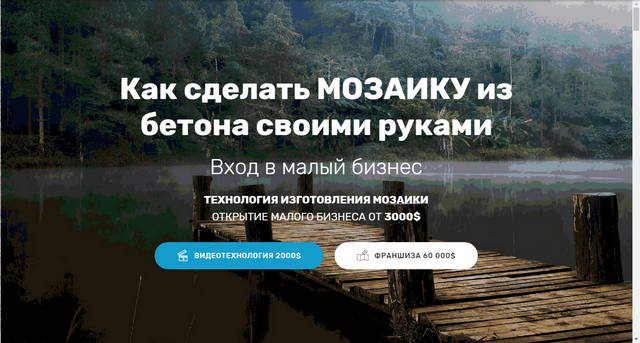 Как сделать МОЗАИКУ из
бетона своими руками
Вход в малый бизнес
ТЕХНОЛОГИЯ ИЗГОТОВЛЕНИЯ МОЗАИКИ
ОТКРЫТИЕ МАЛОГО БИЗНЕСА ОТ 3000$
ВИДЕОТЕХНОЛОГИЯ 2000$
ФРАНШИЗА 60 000$